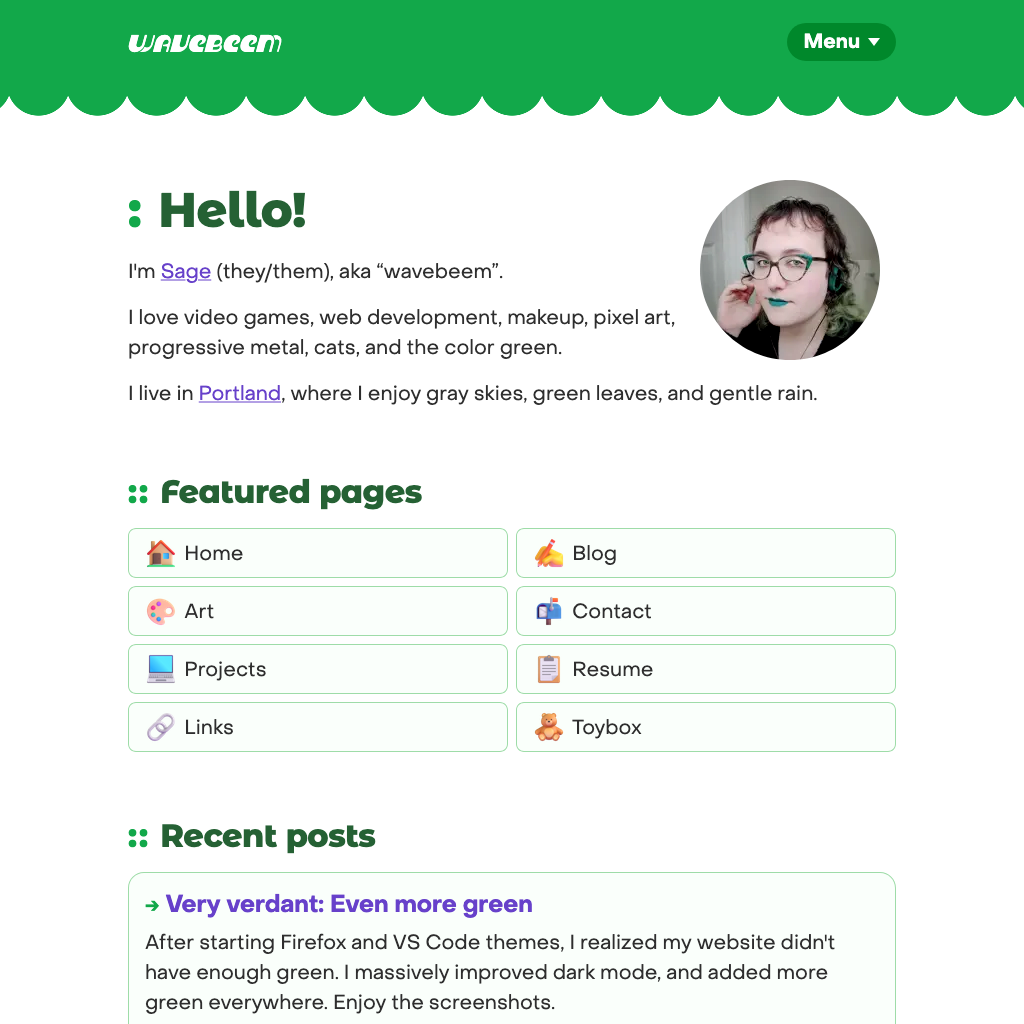 wavebeem
Menu
Hello!
I'm Sage (they/them), aka “wavebeem”.
I love video games, web development, makeup, pixel art,
progressive metal, cats, and the color green.
I live in Portland, where I enjoy gray skies, green leaves, and gentle rain.
Featured pages
Home
Blog
Art
Contact
Projects
Resume
Links
Toybox
Recent posts
Very verdant: Even more green
After starting Firefox and VS Code themes, I realized my website didn't
have enough green. I massively improved dark mode, and added more
green everywhere. Enjoy the screenshots.